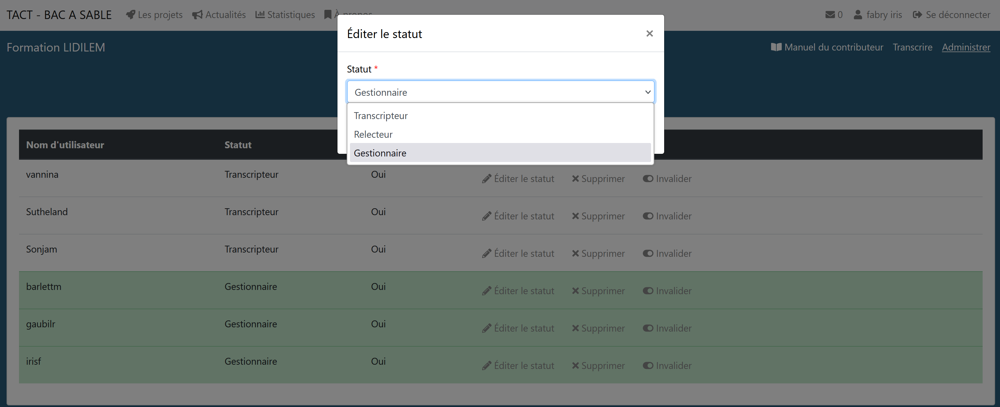 TACT - BAC A SABLE Les projets Actualités Statistiques À propos 0 fabry iris Se déconnecter
Éditer le statut ×
Formation LIDILEM Manuel du contributeur Transcrire Administrer
Statut *
Gestionnaire
Transcripteur
Relecteur
Gestionnaire
Nom d'utilisateur Statut
vannina Transcripteur Oui Éditer le statut Supprimer Invalider
Sutheland Transcripteur Oui Éditer le statut Supprimer Invalider
Sonjam Transcripteur Oui Éditer le statut Supprimer Invalider
barlettm Gestionnaire Oui Éditer le statut Supprimer Invalider
gaubilr Gestionnaire Oui Éditer le statut Supprimer Invalider
irisf Gestionnaire Oui Éditer le statut Supprimer Invalider